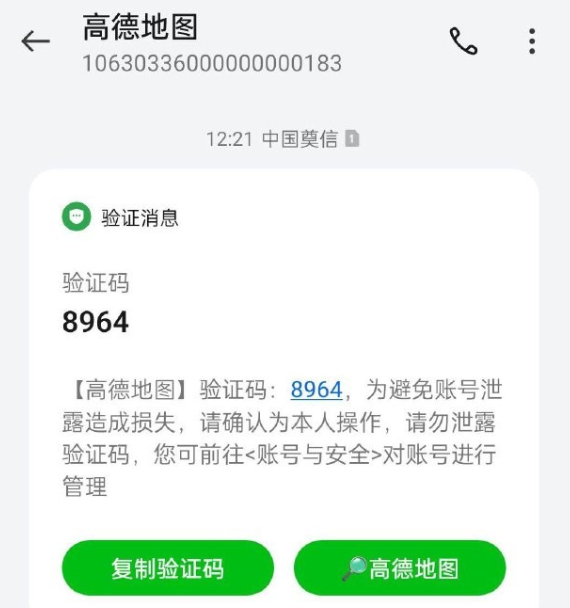 高德地图
10630336000000000183
12:21 中国奠信 1
验证消息
验证码
8964
【高德地图】验证码：8964，为避免账号泄
露造成损失，请确认为本人操作，请勿泄露
验证码，您可前往<账号与安全>对账号进行
管理
复制验证码
🔎高德地图